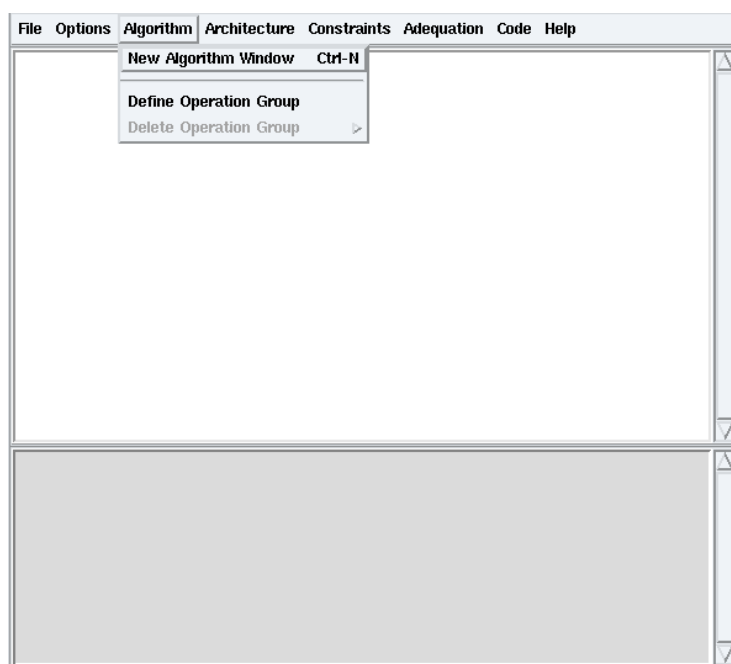 File Options Algorithm Architecture Constraints Adequation Code Help
New Algorithm Window Ctrl-N
Define Operation Group
Delete Operation Group